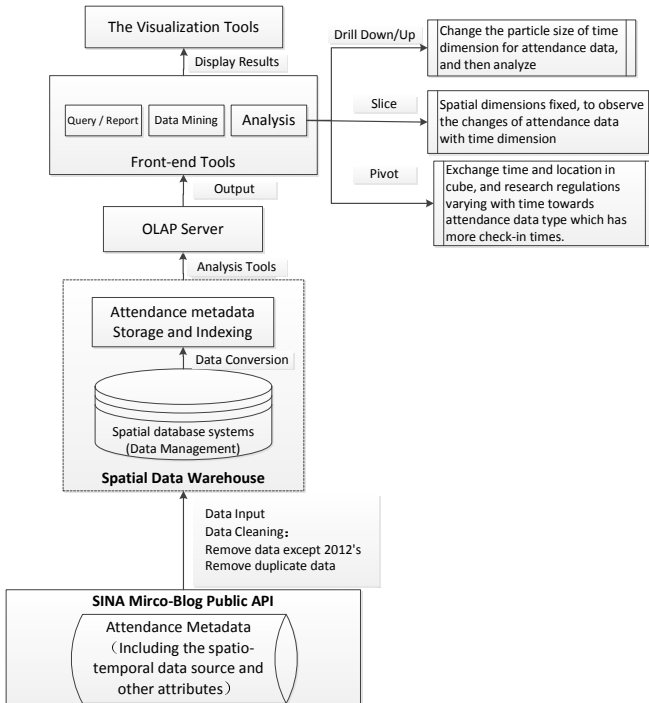 The Visualization Tools
Display Results
Query / Report
Data Mining
Analysis
Front-end Tools
Drill Down/Up
Change the particle size of time
dimension for attendance data,
and then analyze
Slice
Spatial dimensions fixed, to observe
the changes of attendance data
with time dimension
Pivot
Exchange time and location in
cube, and research regulations
varying with time towards
attendance data type which has
more check-in times.
Output
OLAP Server
Analysis Tools
Attendance metadata
Storage and Indexing
Data Conversion
Spatial database systems
(Data Management)
Spatial Data Warehouse
Data Input
Data Cleaning：
Remove data except 2012's
Remove duplicate data
SINA Mirco-Blog Public API
Attendance Metadata
（Including the spatio-
temporal data source and
other attributes）